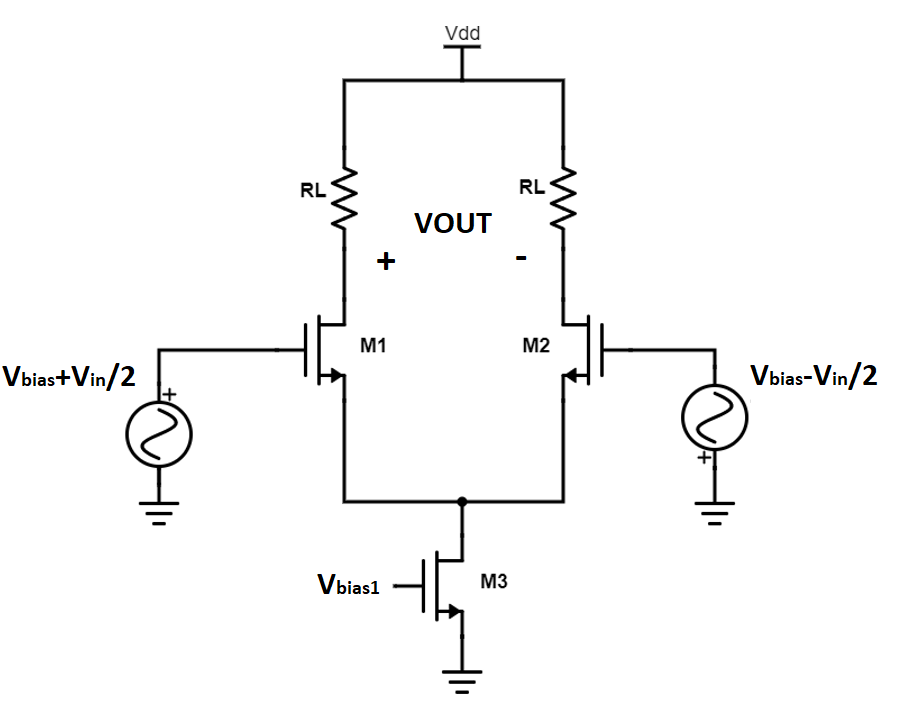 Vdd
RL
RL
VOUT
+
-
M1
M2
Vbias+Vin/2
Vbias-Vin/2
+
+
Vbias1
M3